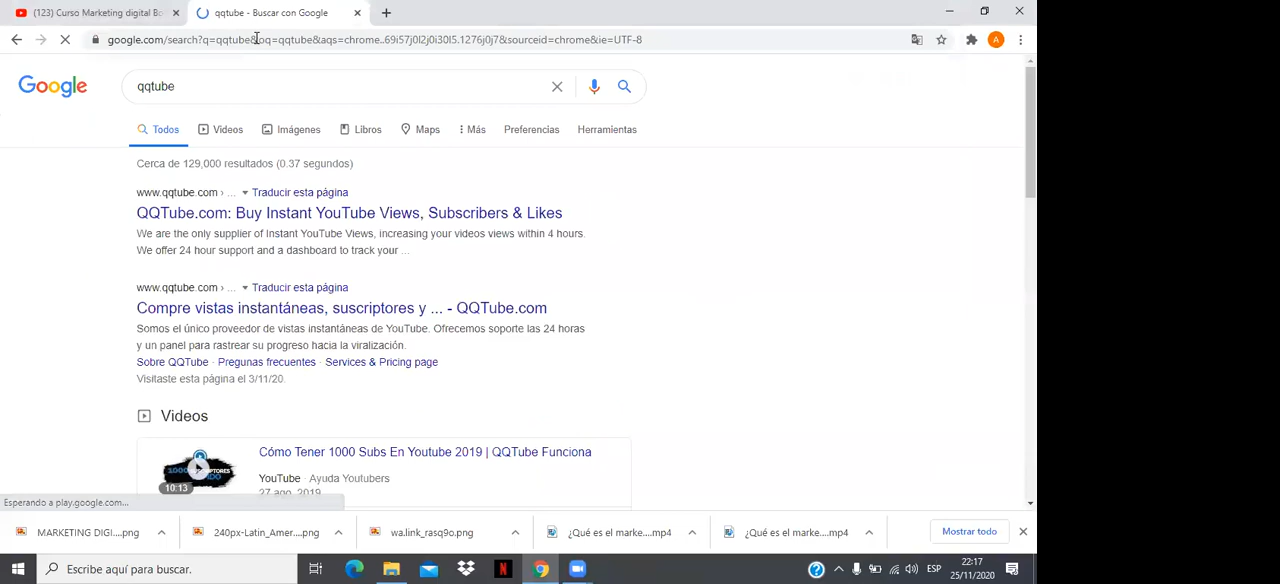 (123) Curso Marketing digital Bo
qqtube - Buscar con Google
google.com/search?q=qqtube&oq=qqtube&aqs=chrome..69i57j0l2j0i30l5.1276j0j7&sourceid=chrome&ie=UTF-8
A
Google
qqtube
Todos Videos Imágenes Libros Maps Más Preferencias Herramientas
Cerca de 129,000 resultados (0.37 segundos)
www.qqtube.com › ... Traducir esta página
QQTube.com: Buy Instant YouTube Views, Subscribers & Likes
We are the only supplier of Instant YouTube Views, increasing your videos views within 4 hours.
We offer 24 hour support and a dashboard to track your ...
www.qqtube.com › ... Traducir esta página
Compre vistas instantáneas, suscriptores y ... - QQTube.com
Somos el único proveedor de vistas instantáneas de YouTube. Ofrecemos soporte las 24 horas
y un panel para rastrear su progreso hacia la viralización.
Sobre QQTube · Pregunas frecuentes · Services & Pricing page
Visitaste esta página el 3/11/20.
Videos
Cómo Tener 1000 Subs En Youtube 2019 | QQTube Funciona
YouTube · Ayuda Youtubers
10:13
27 ago. 2019
Esperando a play.google.com...
MARKETING DIGI....png
240px-Latin_Amer....png
wa.link_rasq9o.png
¿Qué es el marke....mp4
¿Qué es el marke....mp4
Mostrar todo
Escribe aquí para buscar.
ESP
22:17
25/11/2020